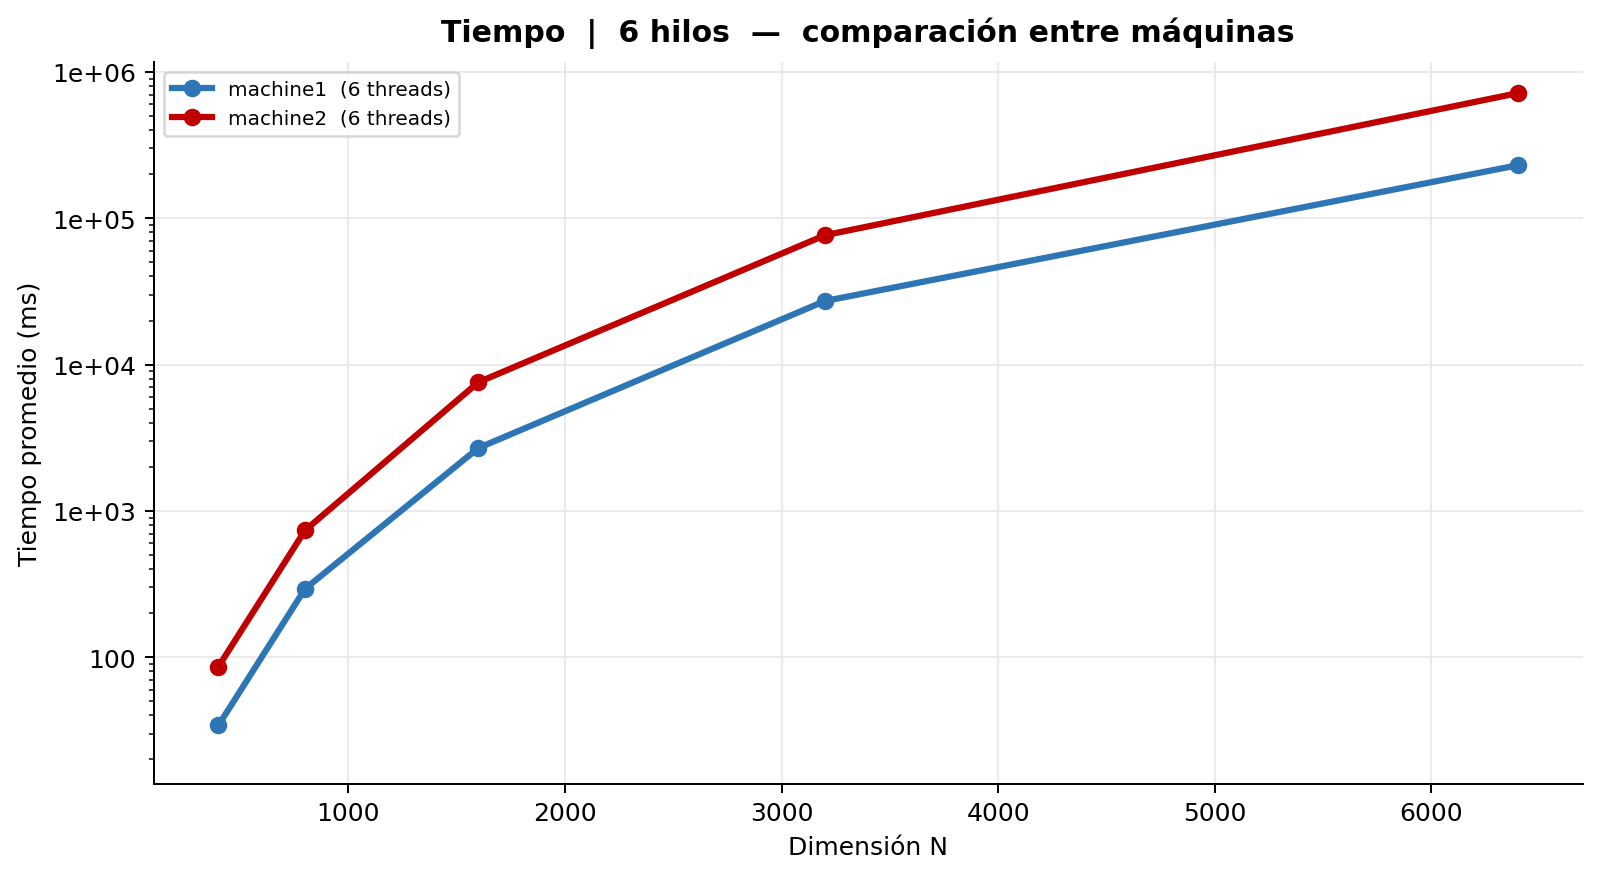 Tiempo | 6 hilos — comparación entre máquinas
machine1 (6 threads)
machine2 (6 threads)
Tiempo promedio (ms)
1e+06
1e+05
1e+04
1e+03
100
1000 2000 3000 4000 5000 6000
Dimensión N